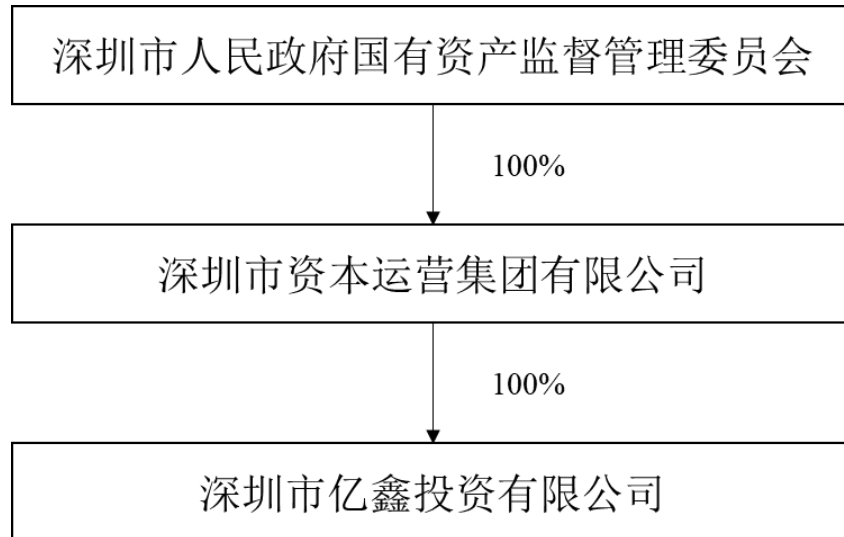 深圳市人民政府国有资产监督管理委员会
100%
深圳市资本运营集团有限公司
100%
深圳市亿鑫投资有限公司